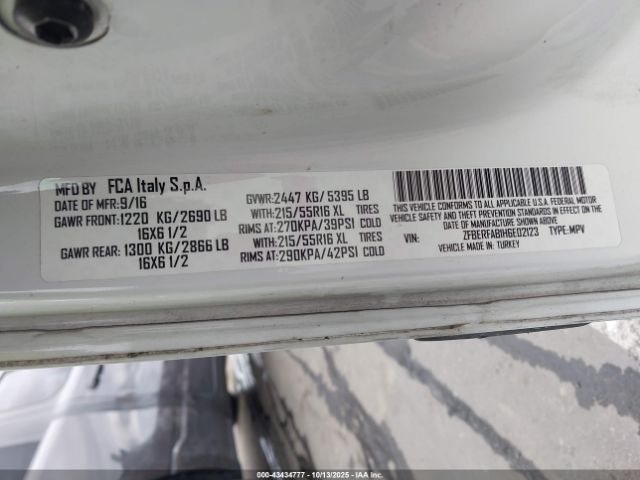 MFD BY FCA Italy S.p.A.
DATE OF MFR:9/16
GAWR FRONT:1220 KG/2690 LB
16X6 1/2
GAWR REAR: 1300 KG/2866 LB
16X6 1/2
GVWR:2447 KG/ 5395 LB
WITH:215/55R16 XL TIRES
RIMS AT:270KPA/39PSI COLD
WITH:215/55R16 XL TIRES
RIMS AT:290KPA/42PSI COLD
THIS VEHICLE CONFORMS TO ALL APPLICABLE U.S.A. FEDERAL MOTOR
VEHICLE SAFETY, BUMPER, AND THEFT PREVENTION STANDARDS IN EFFECT ON THE
DATE OF MANUFACTURE SHOWN ABOVE
VIN: ZFBERFAB1H6E02123 TYPE: MPV
VEHICLE MADE IN: TURKEY
000-43434777 10/13/2025 IAAI.COM